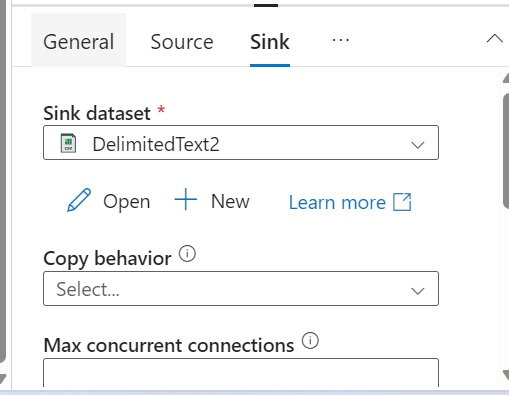 General Source Sink ...
Sink dataset *
DelimitedText2
Open New Learn more
Copy behavior
Select...
Max concurrent connections